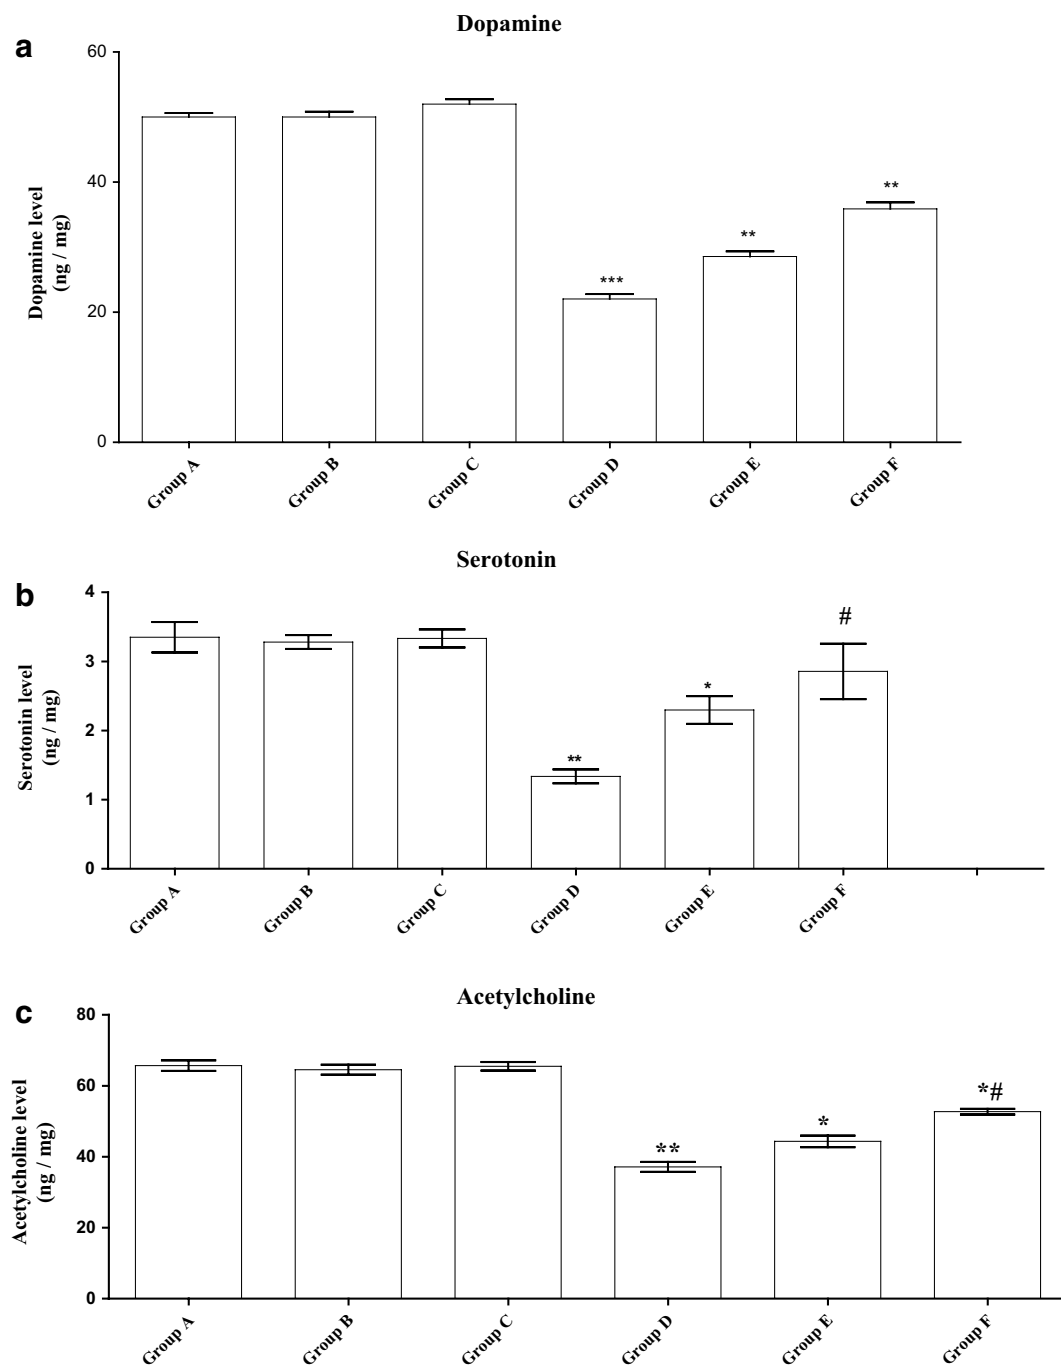 Dopamine
a
60
40
20
0
Dopamine level
(ng / mg)
***
**
**
Group A
Group B
Group C
Group D
Group E
Group F
Serotonin
b
4
3
2
1
0
Serotonin level
(ng / mg)
**
*
#
Group A
Group B
Group C
Group D
Group E
Group F
Acetylcholine
c
80
60
40
20
0
Acetylcholine level
(ng / mg)
**
*
*#
Group A
Group B
Group C
Group D
Group E
Group F